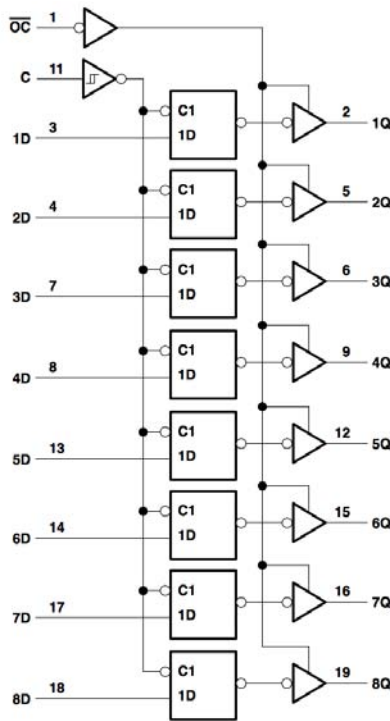 OC 1
C 11
C1
1D 3 1D 2 1Q
C1
2D 4 1D 5 2Q
C1
3D 7 1D 6 3Q
C1
4D 8 1D 9 4Q
C1
5D 13 1D 12 5Q
C1
6D 14 1D 15 6Q
C1
7D 17 1D 16 7Q
C1
8D 18 1D 19 8Q